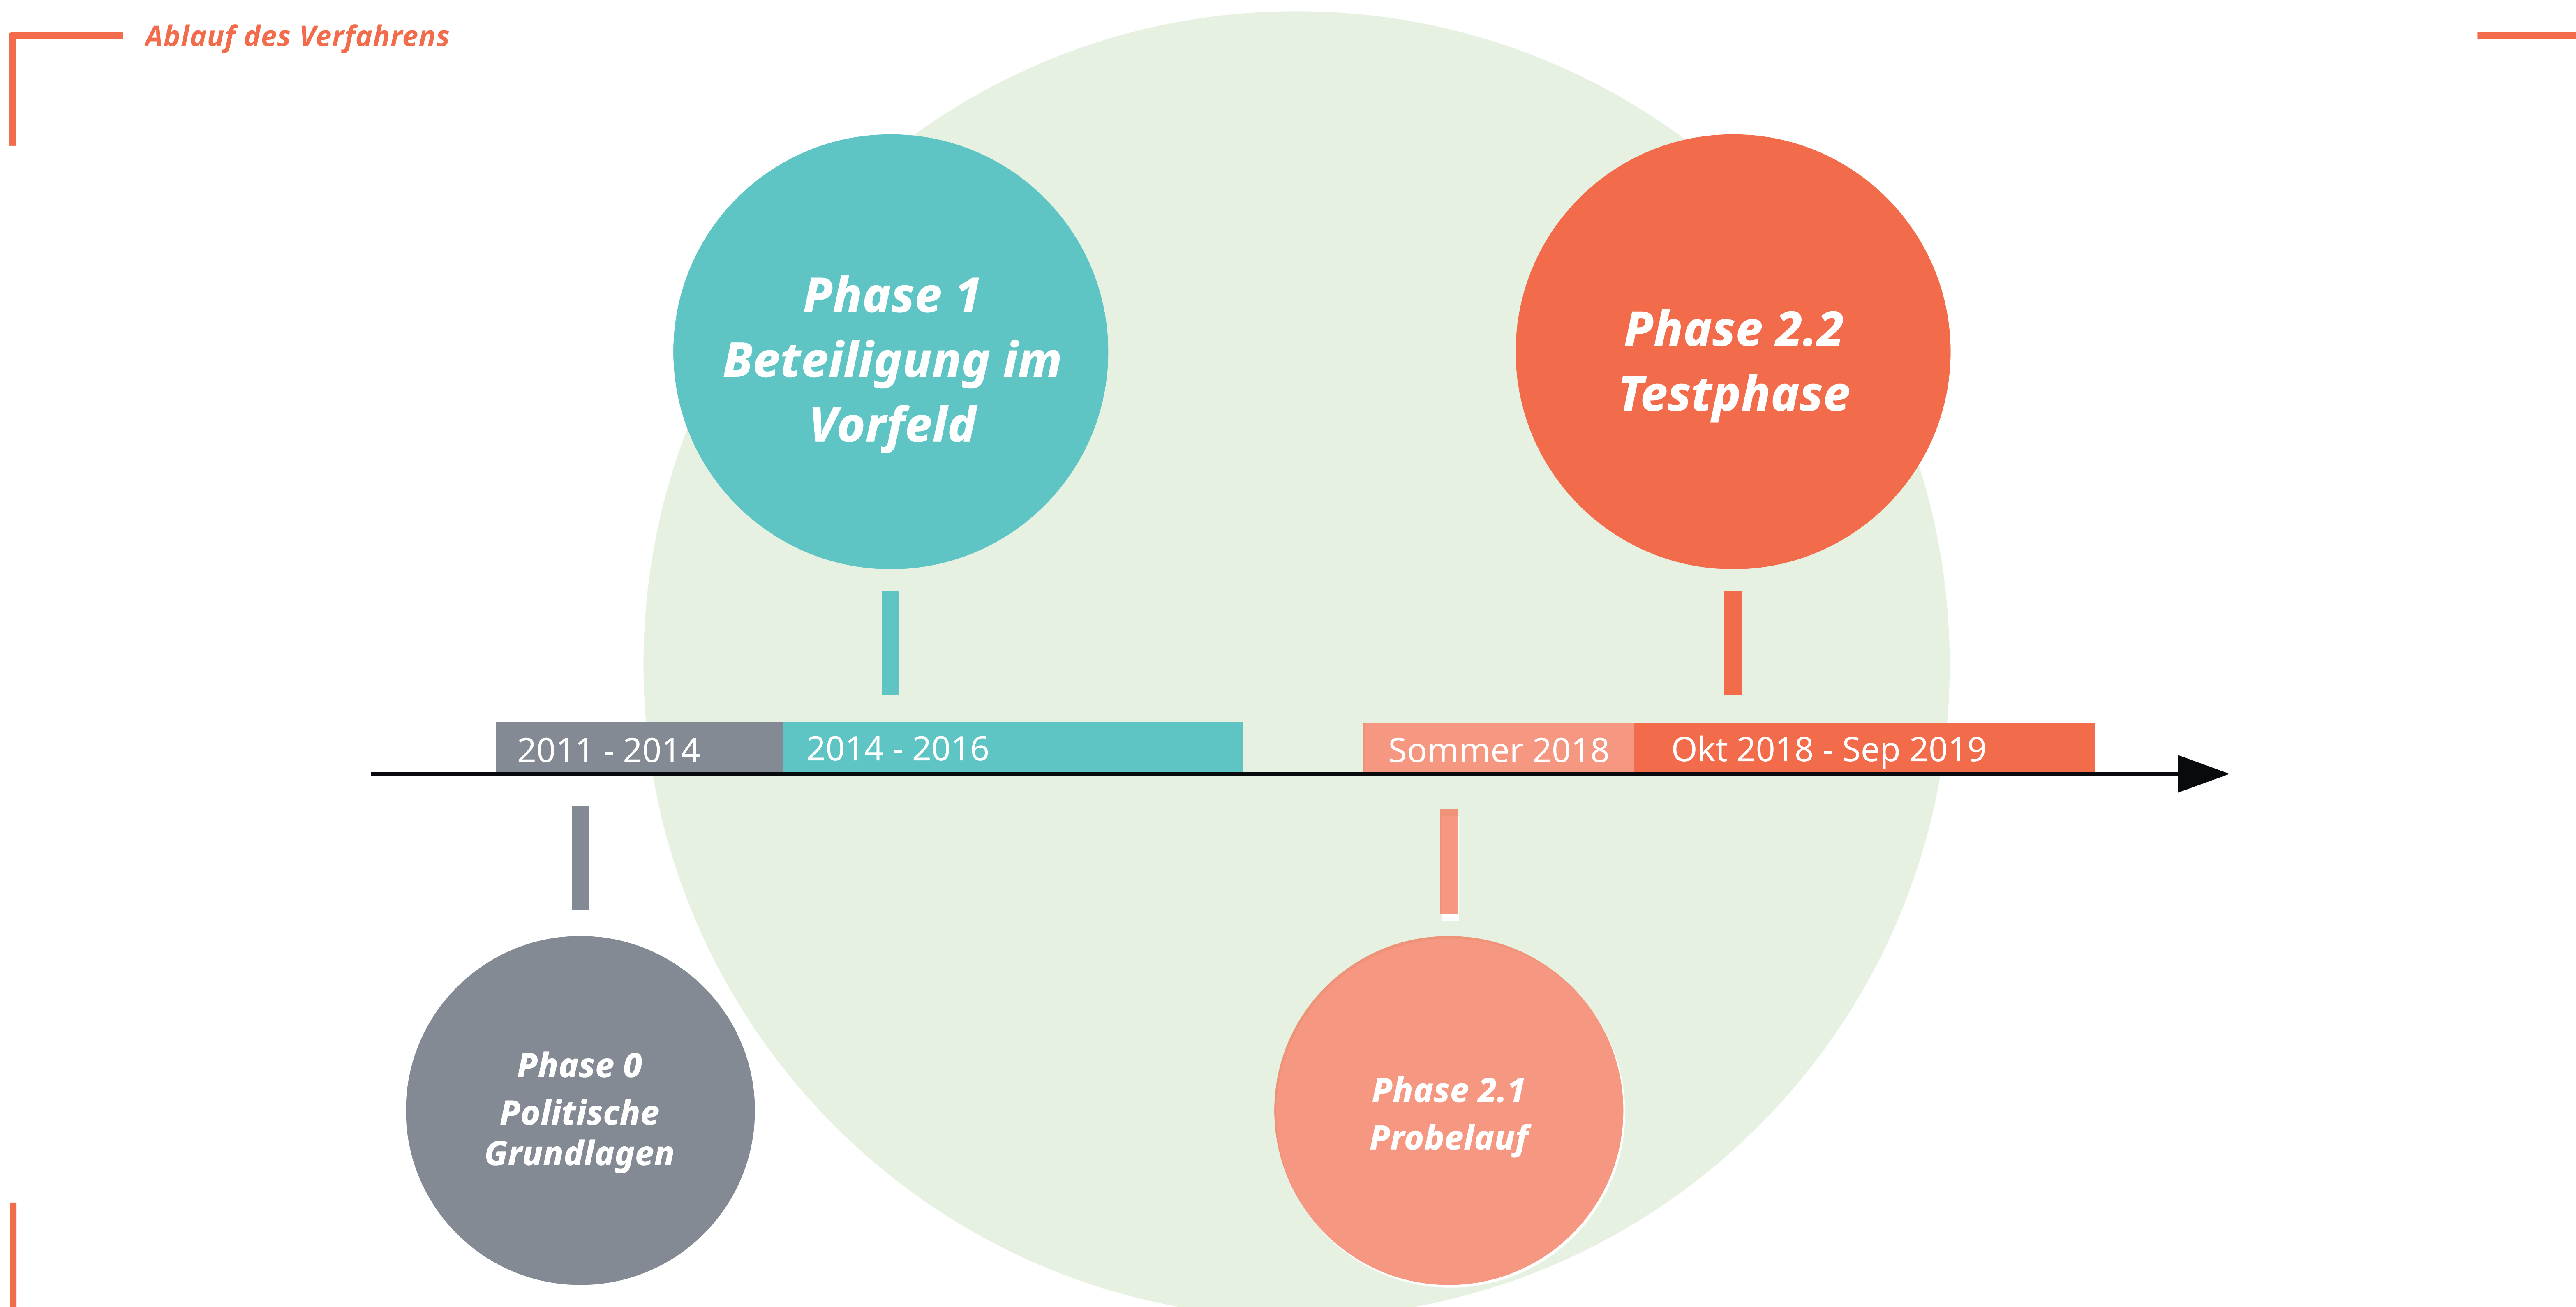 Ablauf des Verfahrens
Phase 1
Beteiligung im
Vorfeld
Phase 2.2
Testphase
2011 - 2014
2014 - 2016
Sommer 2018
Okt 2018 - Sep 2019
Phase 0
Politische
Grundlagen
Phase 2.1
Probelauf